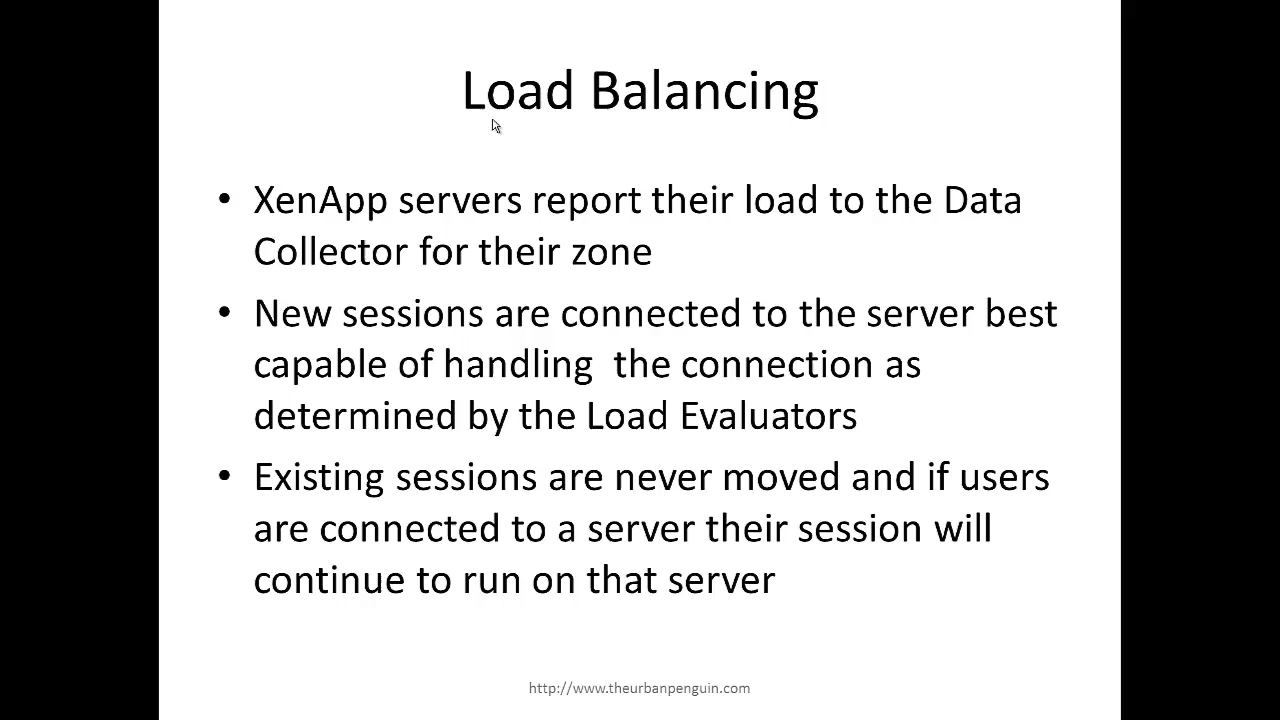 Load Balancing
• XenApp servers report their load to the Data
Collector for their zone
• New sessions are connected to the server best
capable of handling  the connection as
determined by the Load Evaluators
• Existing sessions are never moved and if users
are connected to a server their session will
continue to run on that server
http://www.theurbanpenguin.com